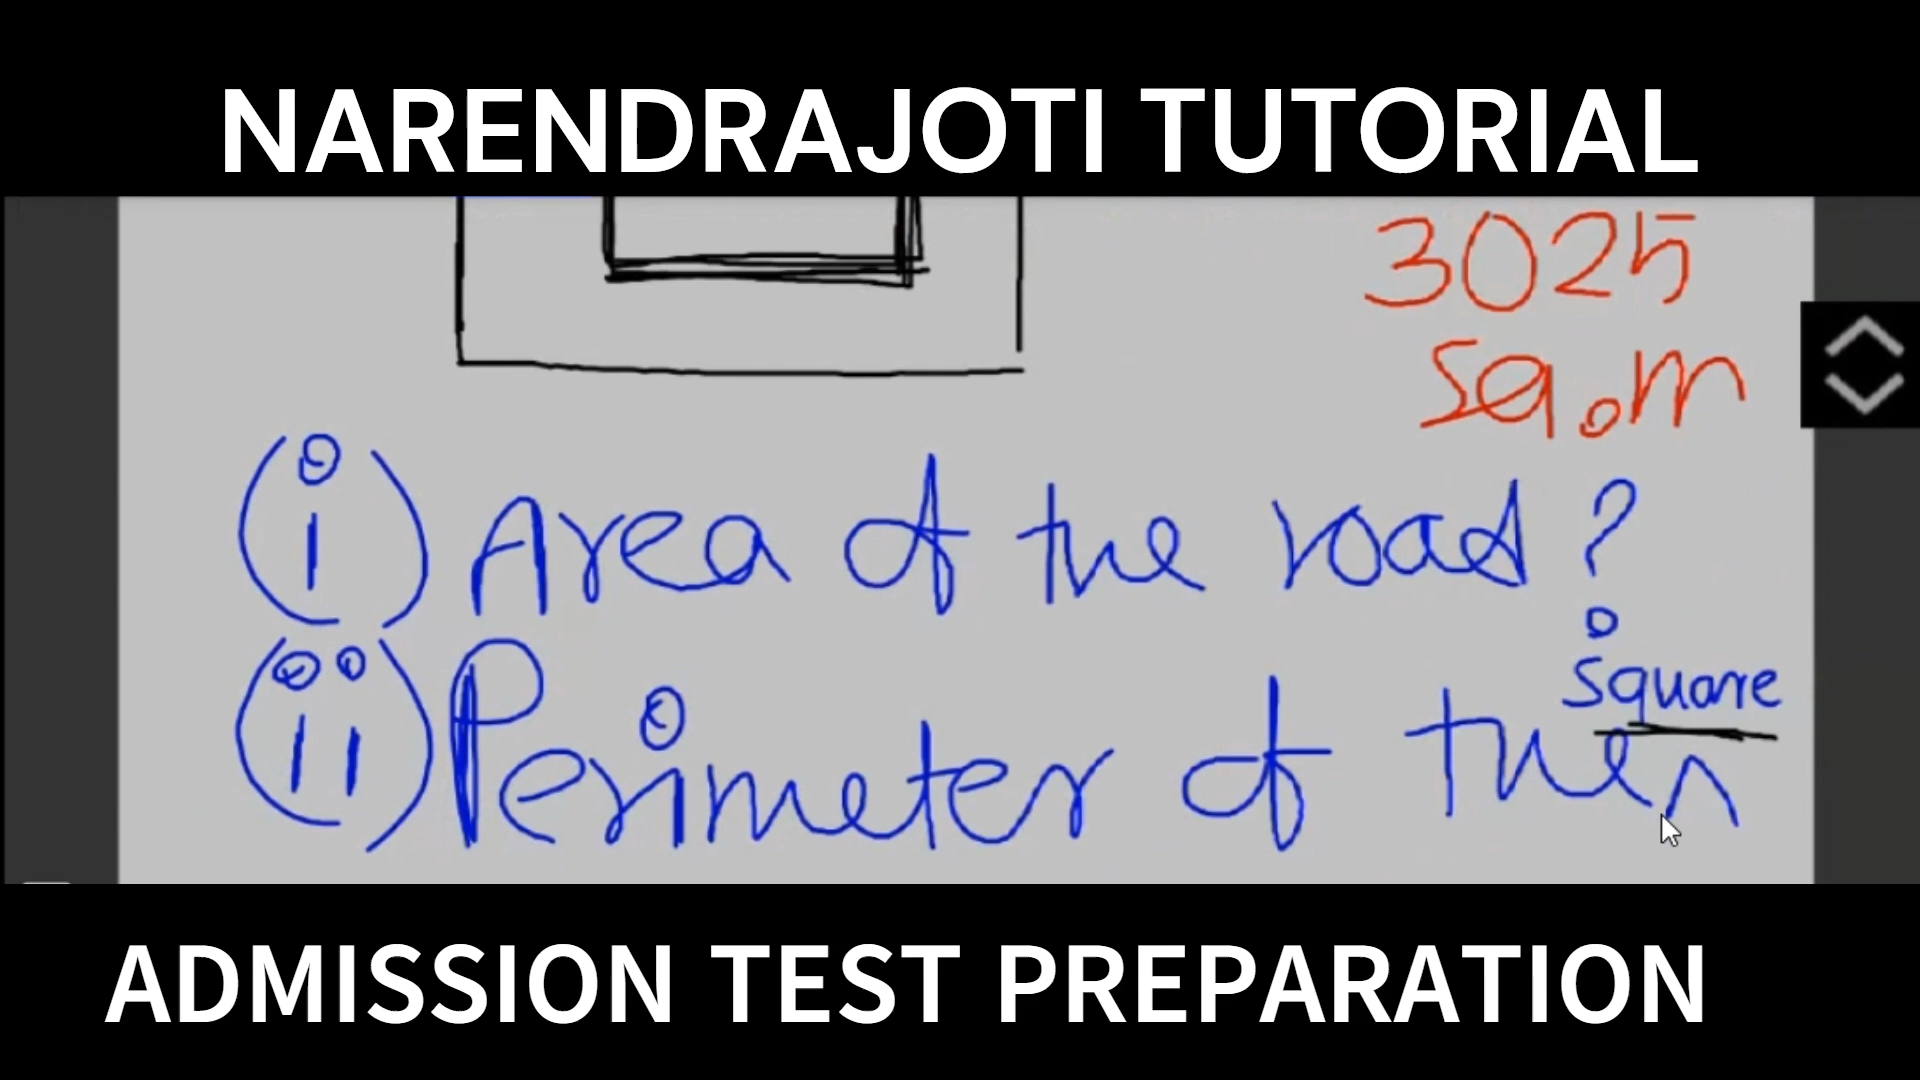 NARENDRAJOTI TUTORIAL
3025
sq.m
(i) Area of the road?
(ii) Perimeter of the square
ADMISSION TEST PREPARATION